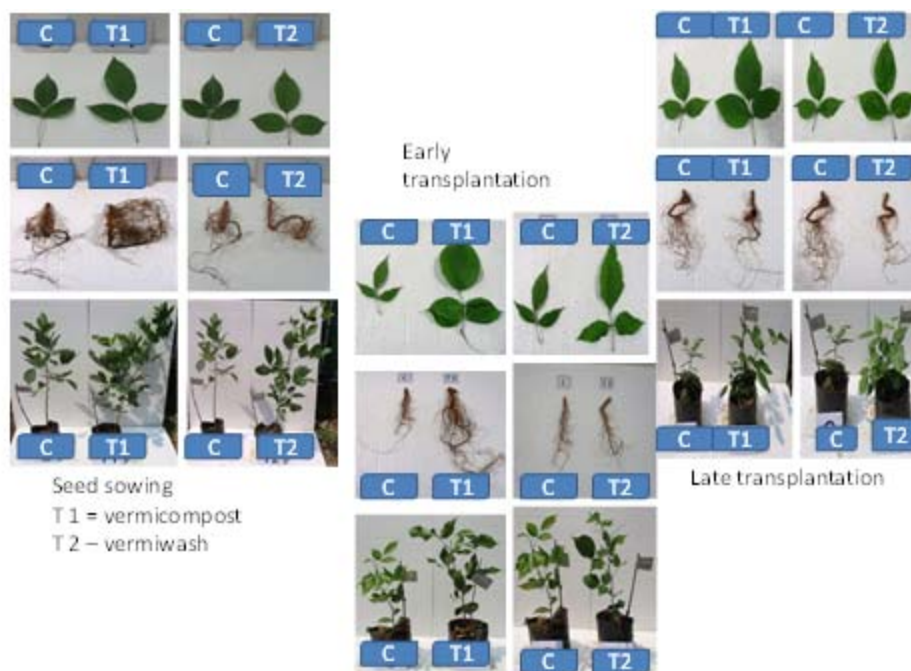 C T1 C T2
C T1 C T2
C T1 C T2
Seed sowing
T 1 = vermicompost
T 2 – vermiwash
Early
transplantation
C T1 C T2
C T1 C T2
C T1 C T2
C T1 C T2
C T1 C T2
C T1 C T2
Late transplantation